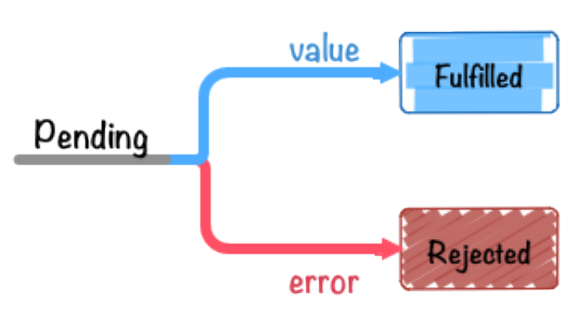 value
Fulfilled
Pending
Rejected
error